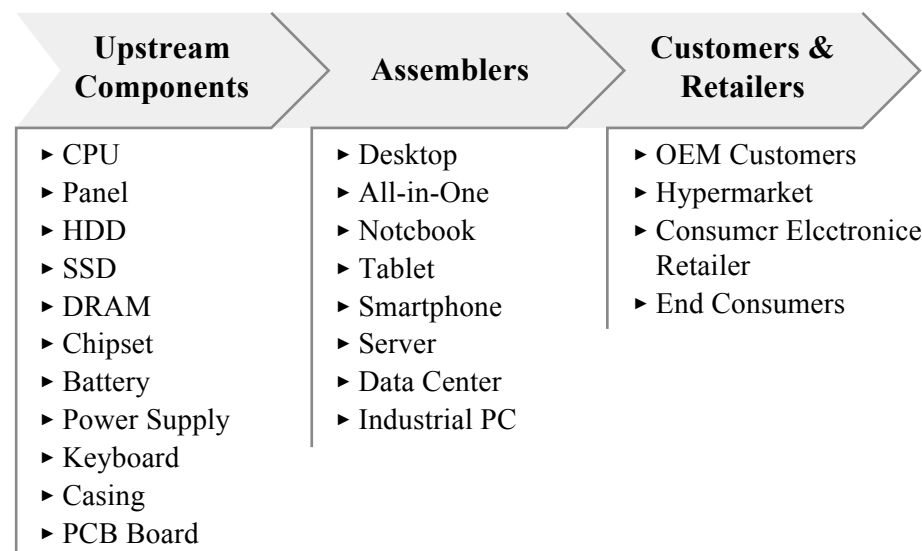 Upstream
Components
Assemblers
Customers &
Retailers
► CPU
► Panel
► HDD
► SSD
► DRAM
► Chipset
► Battery
► Power Supply
► Keyboard
► Casing
► PCB Board
► Desktop
► All-in-One
► Notcbook
► Tablet
► Smartphone
► Server
► Data Center
► Industrial PC
► OEM Customers
► Hypermarket
► Consumcr Elcctronice
Retailer
► End Consumers